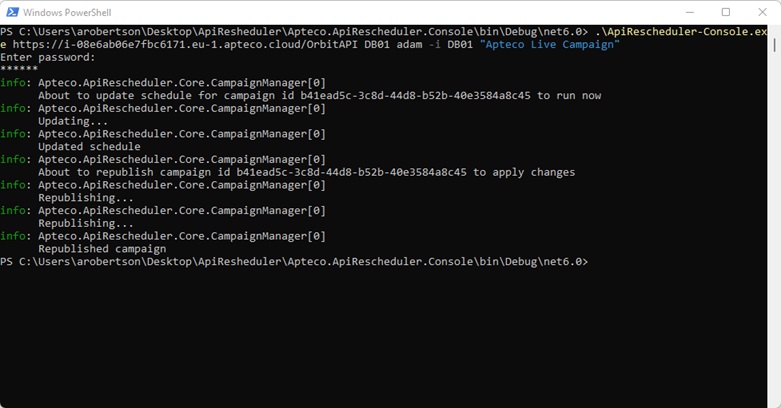 Windows PowerShell
PS C:\Users\arobertson\Desktop\ApiResheduler\Apteco.ApiRescheduler.Console\bin\Debug\net6.0> .\ApiRescheduler-Console.ex
e https://i-08e6ab06e7fbc6171.eu-1.apteco.cloud/OrbitAPI DB01 adam -i DB01 "Apteco Live Campaign"
Enter password:
******
info: Apteco.ApiRescheduler.Core.CampaignManager[0]
      About to update schedule for campaign id b41ead5c-3c8d-44d8-b52b-40e3584a8c45 to run now
info: Apteco.ApiRescheduler.Core.CampaignManager[0]
      Updating...
info: Apteco.ApiRescheduler.Core.CampaignManager[0]
      Updated schedule
info: Apteco.ApiRescheduler.Core.CampaignManager[0]
      About to republish campaign id b41ead5c-3c8d-44d8-b52b-40e3584a8c45 to apply changes
info: Apteco.ApiRescheduler.Core.CampaignManager[0]
      Republishing...
info: Apteco.ApiRescheduler.Core.CampaignManager[0]
      Republishing...
info: Apteco.ApiRescheduler.Core.CampaignManager[0]
      Republished campaign
PS C:\Users\arobertson\Desktop\ApiResheduler\Apteco.ApiRescheduler.Console\bin\Debug\net6.0>